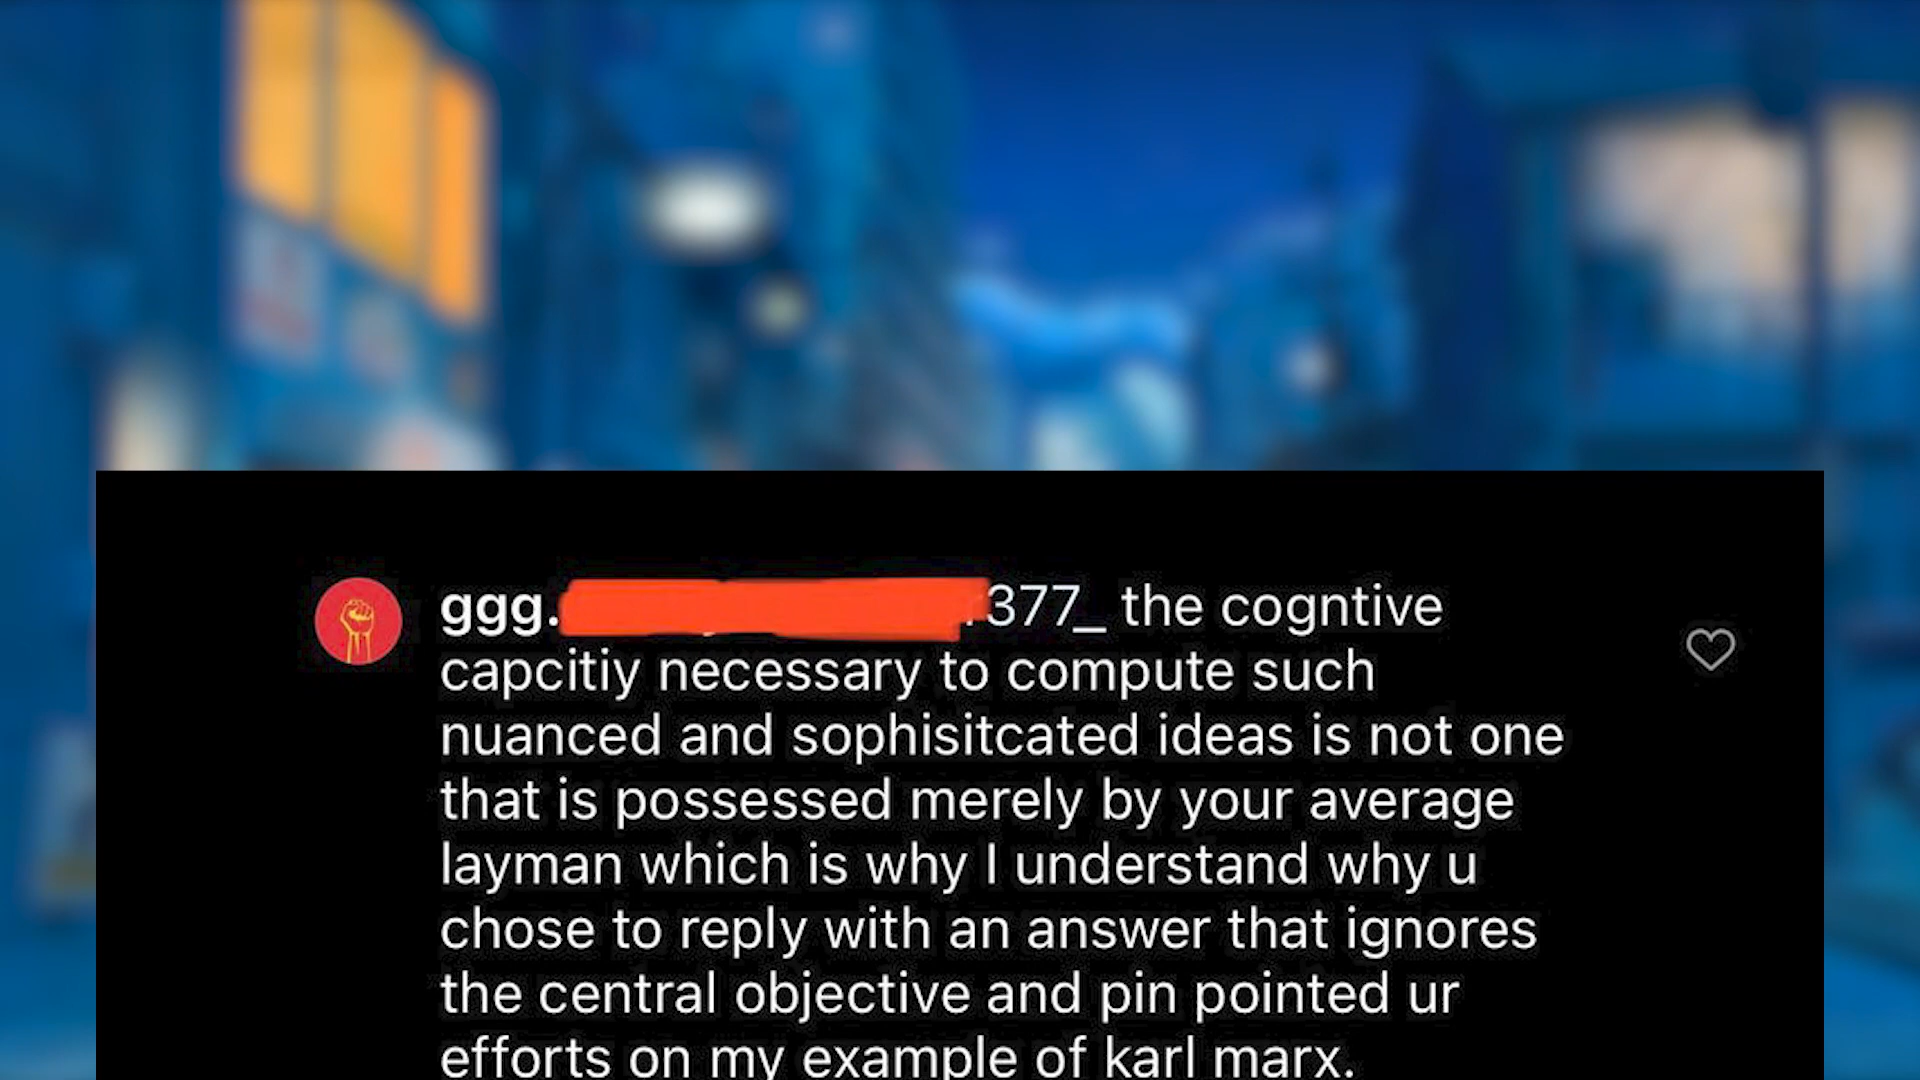 ggg. 377_ the cogntive
capcitiy necessary to compute such
nuanced and sophisitcated ideas is not one
that is possessed merely by your average
layman which is why I understand why u
chose to reply with an answer that ignores
the central objective and pin pointed ur
efforts on my example of karl marx.